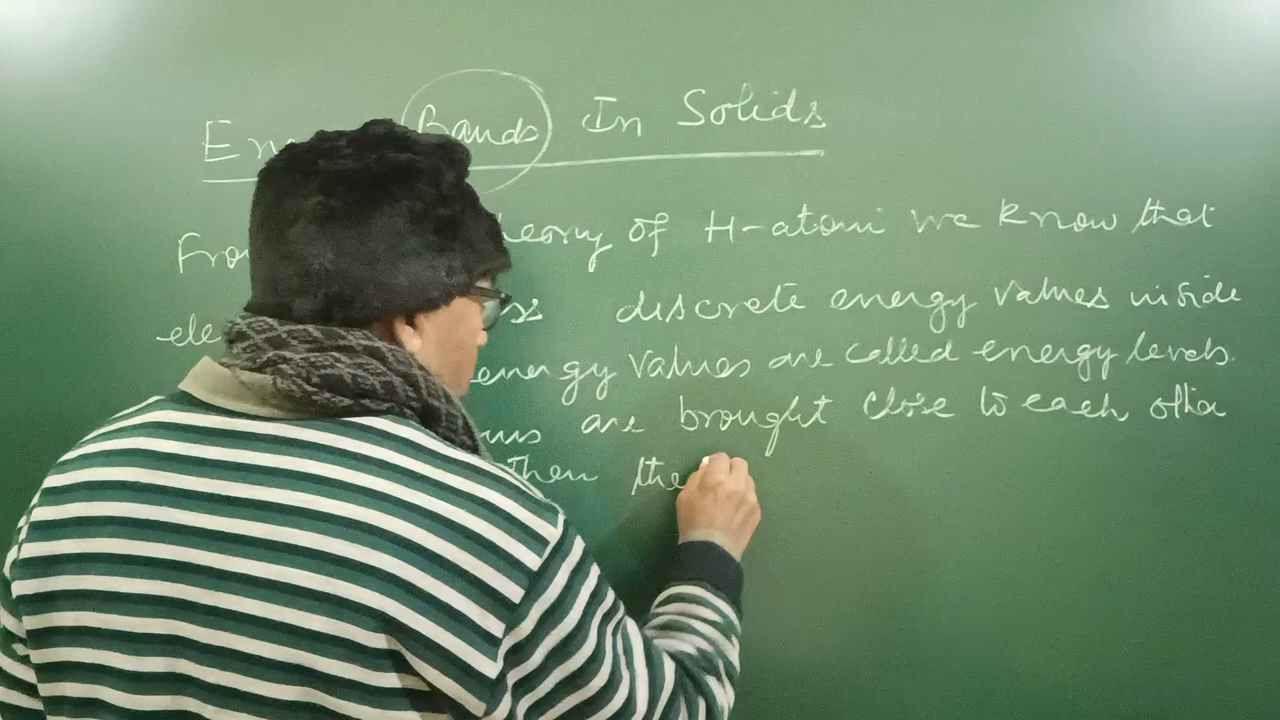 En Bands In Solids
Fro eory of H-atom we know that
ele ss discrete energy values inside
energy values are called energy levels.
ms are brought close to each other
then the